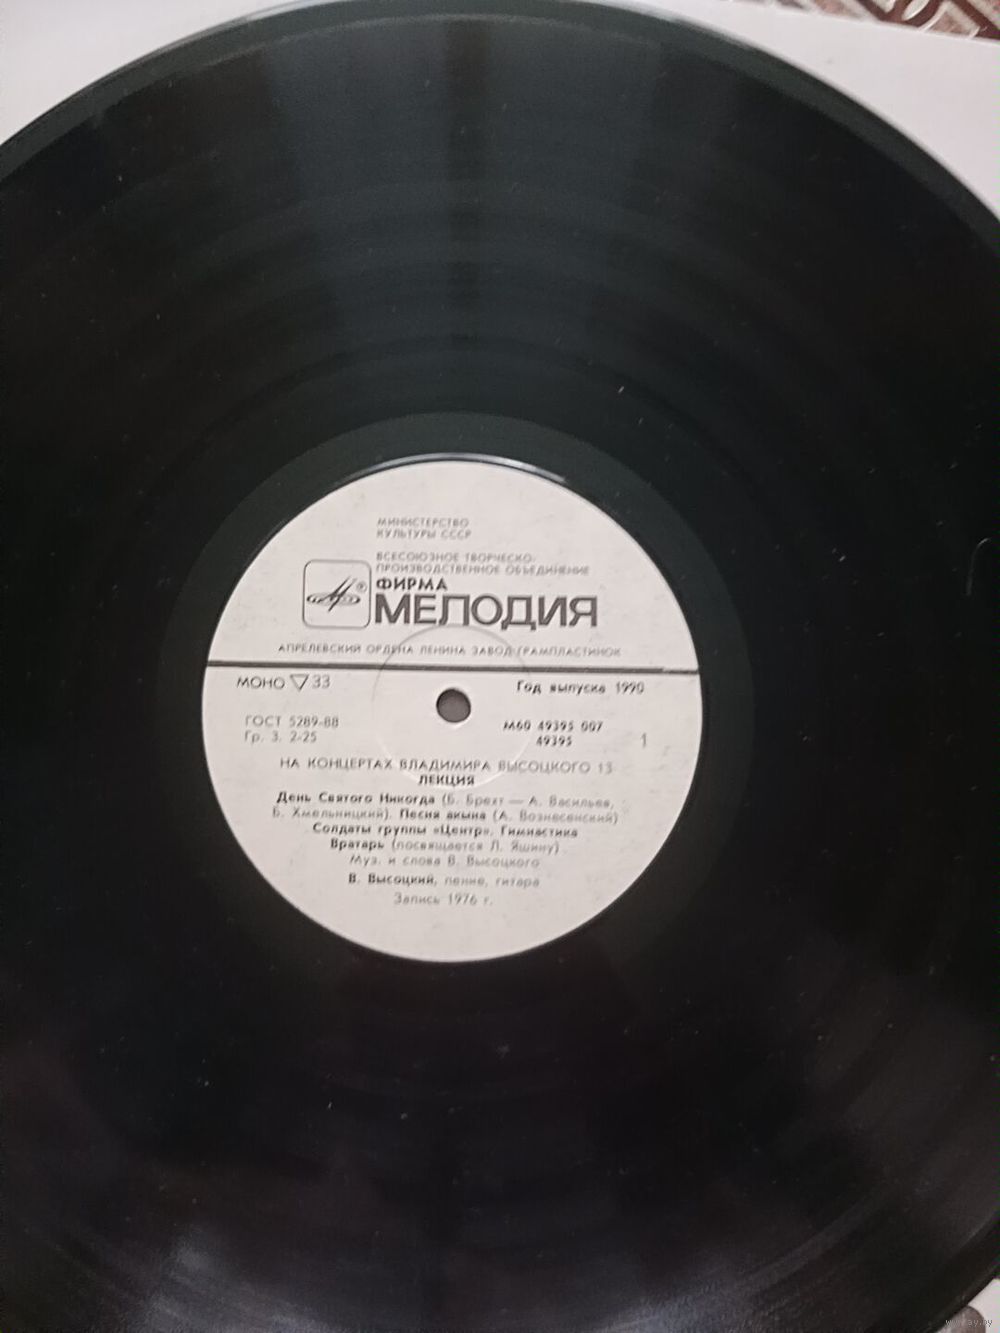 МИНИСТЕРСТВО
КУЛЬТУРЫ СССР
ВСЕСОЮЗНОЕ ТВОРЧЕСКО-
ПРОИЗВОДСТВЕННОЕ ОБЪЕДИНЕНИЕ
ФИРМА
МЕЛОДИЯ
АПРЕЛЕВСКИЙ ОРДЕНА ЛЕНИНА ЗАВОД ГРАМПЛАСТИНОК
МОНО ▽ 33 Год выпуска 1990
ГОСТ 5289-88 М60 49395 007
Гр. 3. 2-25 49395 1
НА КОНЦЕРТАХ ВЛАДИМИРА ВЫСОЦКОГО 13
ЛЕКЦИЯ
День Святого Никогда (Б. Брехт — А. Васильев,
Б. Хмельницкий). Песня акына (А. Вознесенский)
Солдаты группы «Центр». Гимнастика
Вратарь (посвящается Л. Яшину)
Муз. и слова В. Высоцкого
В. Высоцкий, пение, гитара
Запись 1976 г.